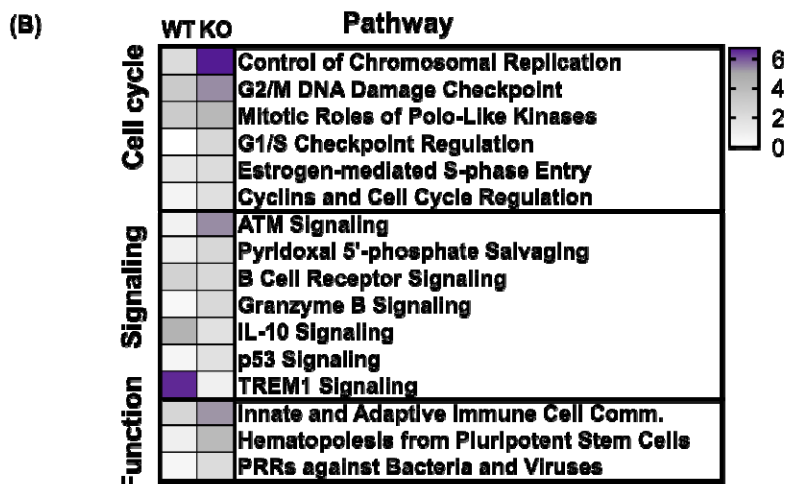 (B)
WT KO Pathway
Cell cycle
Control of Chromosomal Replication
G2/M DNA Damage Checkpoint
Mitotic Roles of Polo-Like Kinases
G1/S Checkpoint Regulation
Estrogen-mediated S-phase Entry
Cyclins and Cell Cycle Regulation
Signaling
ATM Signaling
Pyridoxal 5'-phosphate Salvaging
B Cell Receptor Signaling
Granzyme B Signaling
IL-10 Signaling
p53 Signaling
TREM1 Signaling
Function
Innate and Adaptive Immune Cell Comm.
Hematopoiesis from Pluripotent Stem Cells
PRRs against Bacteria and Viruses
6
4
2
0